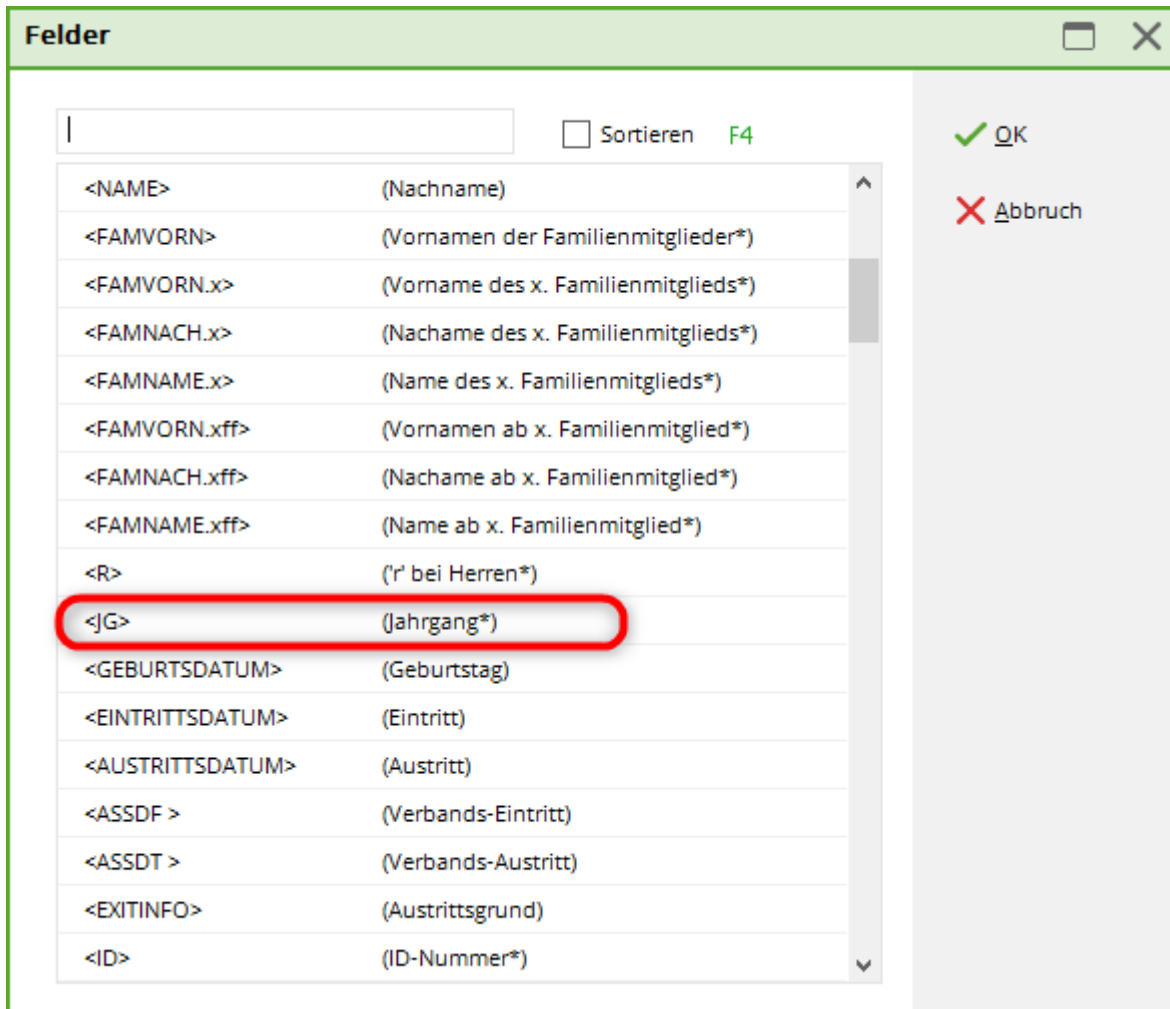 Felder
Sortieren F4
OK
Abbruch
<NAME> (Nachname)
<FAMVORN> (Vornamen der Familienmitglieder*)
<FAMVORN.x> (Vorname des x. Familienmitglieds*)
<FAMNACH.x> (Nachame des x. Familienmitglieds*)
<FAMNAME.x> (Name des x. Familienmitglieds*)
<FAMVORN.xff> (Vornamen ab x. Familienmitglied*)
<FAMNACH.xff> (Nachame ab x. Familienmitglied*)
<FAMNAME.xff> (Name ab x. Familienmitglied*)
<R> ('r' bei Herren*)
<JG> (Jahrgang*)
<GEBURTSDATUM> (Geburtstag)
<EINTRITTSDATUM> (Eintritt)
<AUSTRITTSDATUM> (Austritt)
<ASSDF > (Verbands-Eintritt)
<ASSDT > (Verbands-Austritt)
<EXITINFO> (Austrittsgrund)
<ID> (ID-Nummer*)